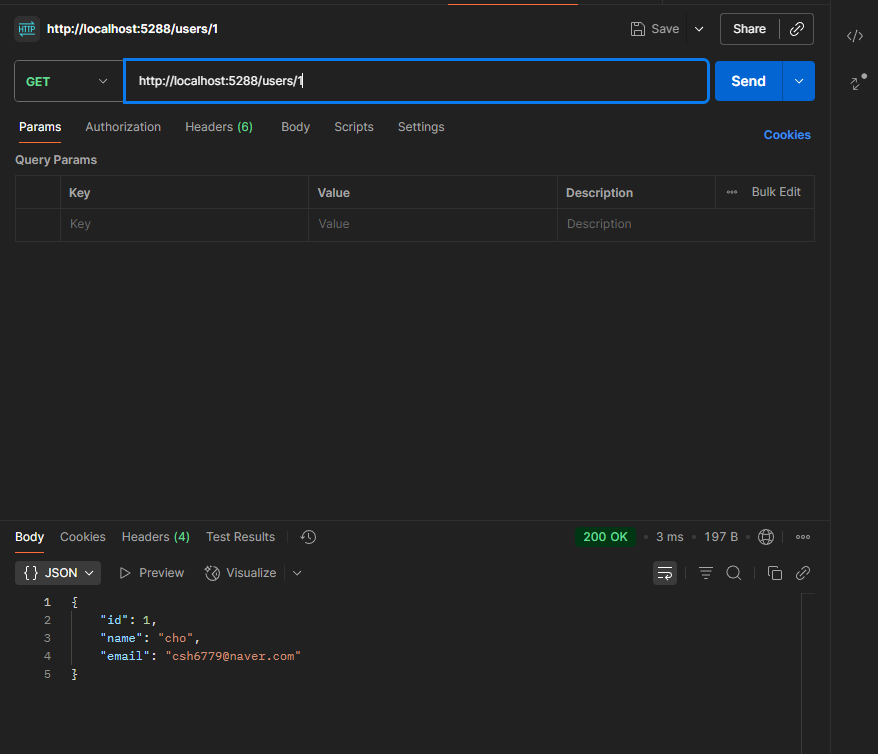 HTTP http://localhost:5288/users/1 Save Share
GET http://localhost:5288/users/1 Send
Params Authorization Headers (6) Body Scripts Settings Cookies
Query Params
Key Value Description Bulk Edit
Key Value Description
Body Cookies Headers (4) Test Results 200 OK 3 ms 197 B
{} JSON Preview Visualize
1 {
2 "id": 1,
3 "name": "cho",
4 "email": "csh6779@naver.com"
5 }